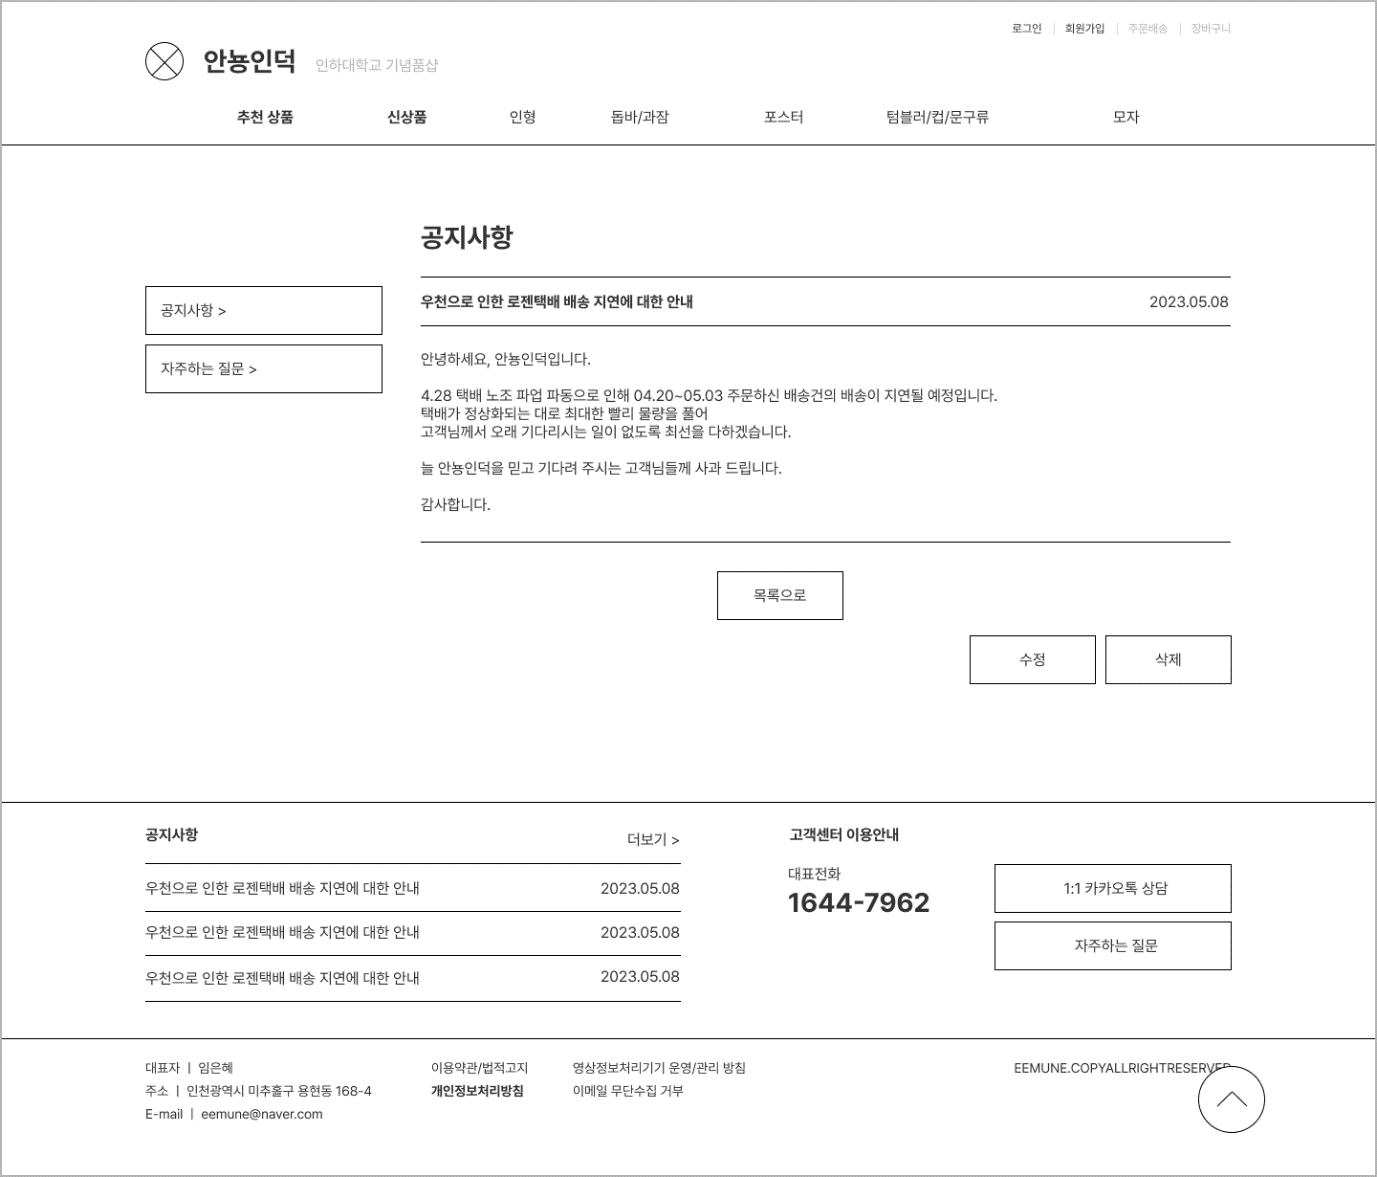 로그인 | 회원가입 | 주문배송 | 장바구니
안뇽인덕 인하대학교 기념품샵
추천 상품 신상품 인형 돕바/과잠 포스터 텀블러/컵/문구류 모자
공지사항
공지사항 >
자주하는 질문 >
우천으로 인한 로젠택배 배송 지연에 대한 안내 2023.05.08
안녕하세요, 안뇽인덕입니다.
4.28 택배 노조 파업 파동으로 인해 04.20~05.03 주문하신 배송건의 배송이 지연될 예정입니다.
택배가 정상화되는 대로 최대한 빨리 물량을 풀어
고객님께서 오래 기다리시는 일이 없도록 최선을 다하겠습니다.
늘 안뇽인덕을 믿고 기다려 주시는 고객님들께 사과 드립니다.
감사합니다.
목록으로
수정 삭제
공지사항 더보기 >
우천으로 인한 로젠택배 배송 지연에 대한 안내 2023.05.08
우천으로 인한 로젠택배 배송 지연에 대한 안내 2023.05.08
우천으로 인한 로젠택배 배송 지연에 대한 안내 2023.05.08
고객센터 이용안내
대표전화
1644-7962
1:1 카카오톡 상담
자주하는 질문
대표자 | 임은혜
주소 | 인천광역시 미추홀구 용현동 168-4
E-mail | eemune@naver.com
이용약관/법적고지
개인정보처리방침
영상정보처리기기 운영/관리 방침
이메일 무단수집 거부
EEMUNE.COPYALLRIGHTRESERVED